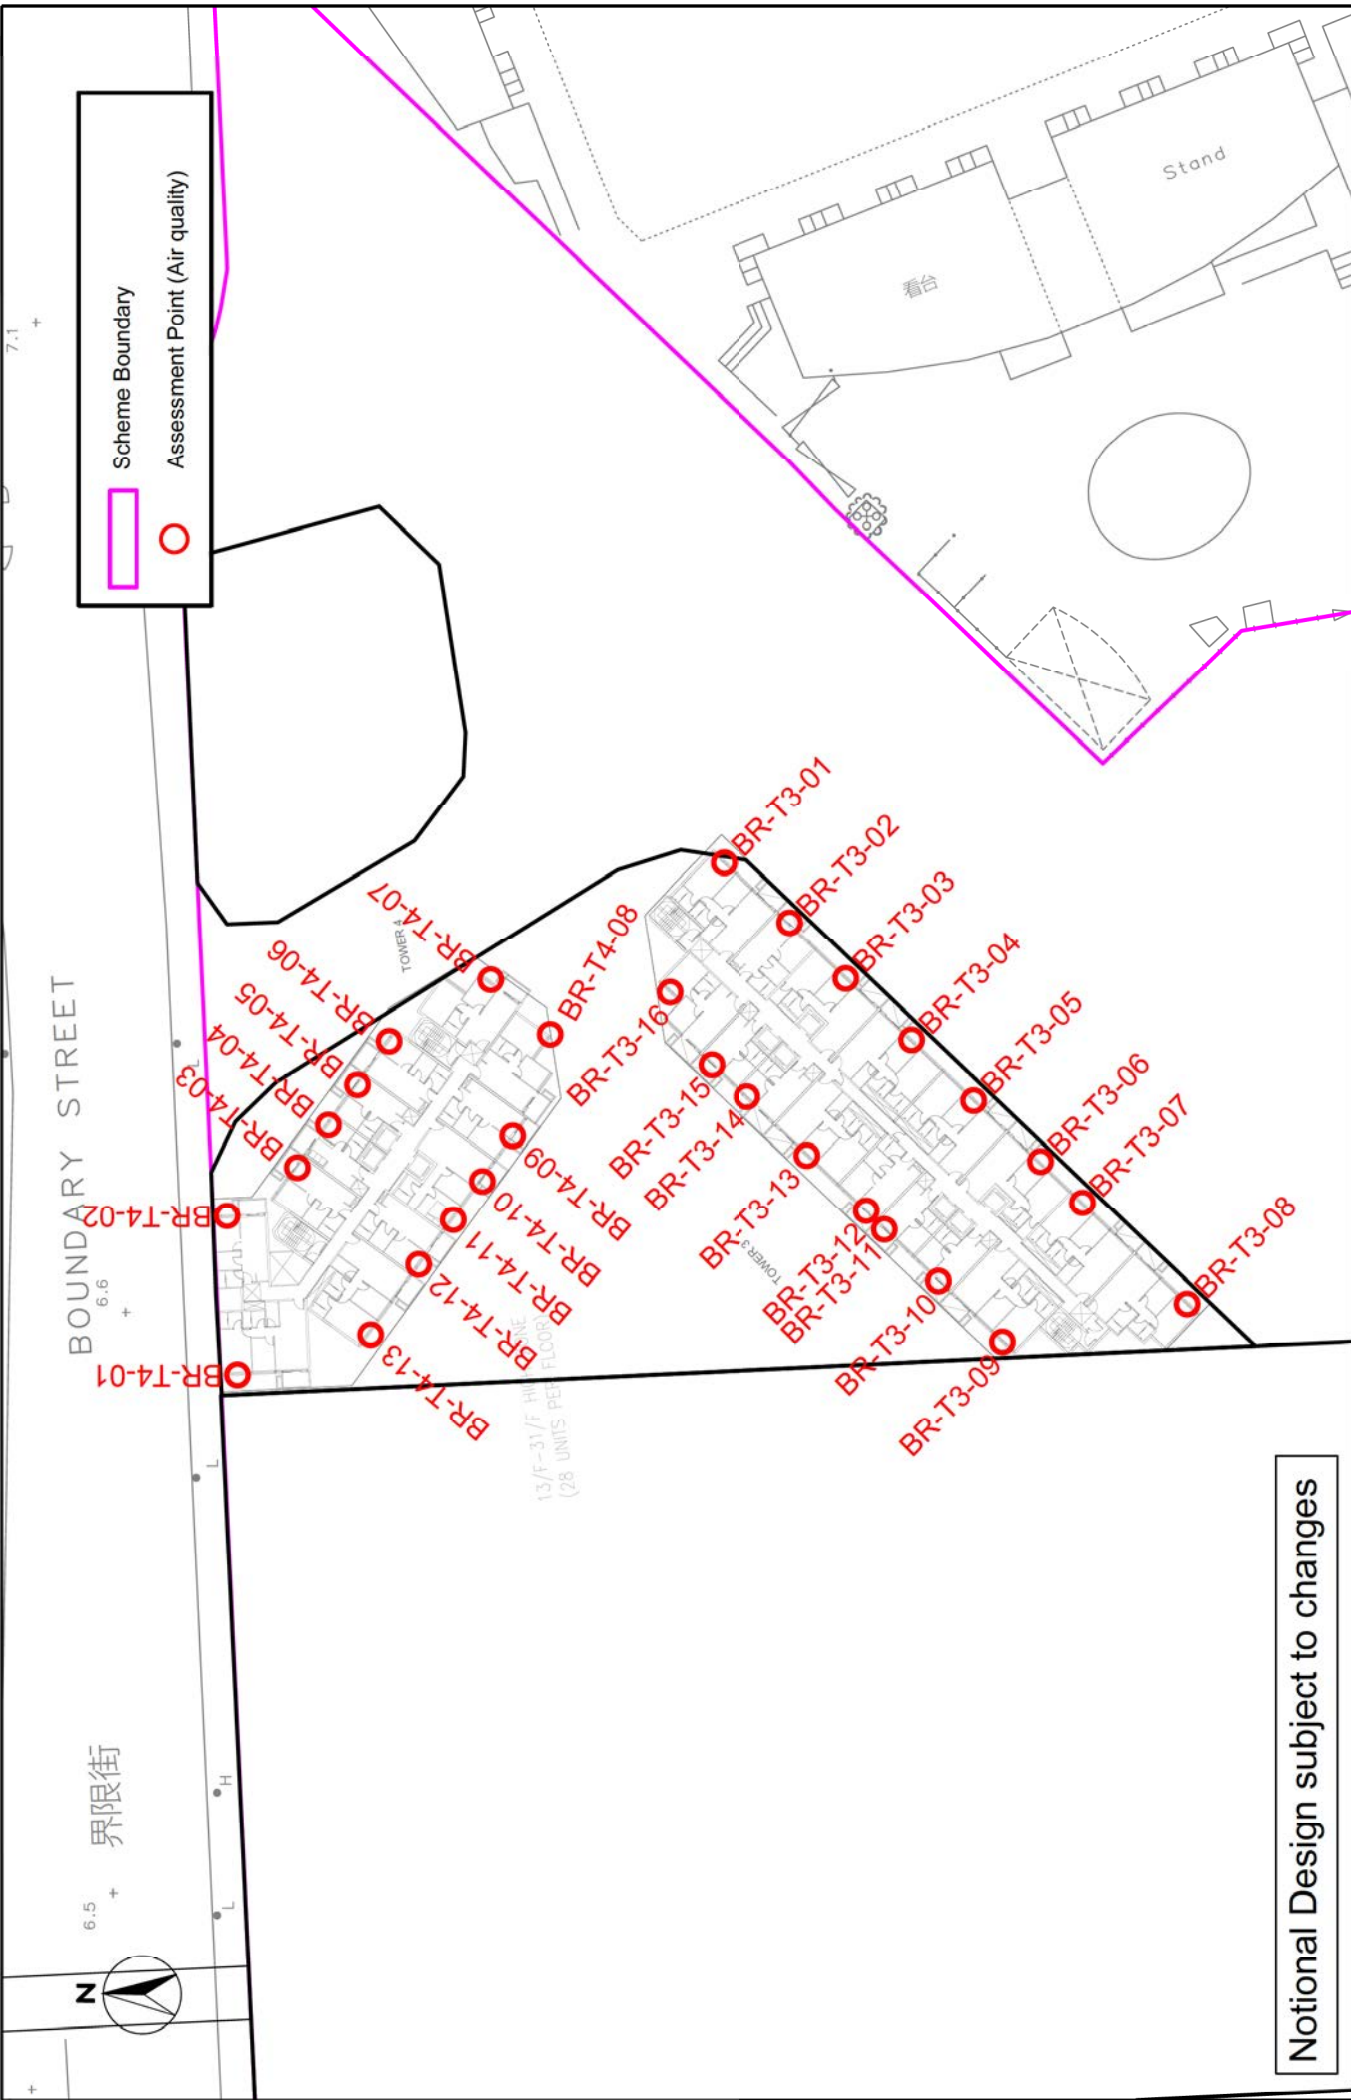 Scheme Boundary
Assessment Point (Air quality)
7.1
BOUNDARY STREET
6.6
界限街
6.5
N
L
L
H
L
Stand
看台
TOWER 4
BR-T4-01
BR-T4-02
BR-T4-03
BR-T4-04
BR-T4-05
BR-T4-06
BR-T4-07
BR-T4-08
BR-T4-09
BR-T4-10
BR-T4-11
BR-T4-12
BR-T4-13
(28 UNITS PER FLOOR)
TOWER 3
BR-T3-01
BR-T3-02
BR-T3-03
BR-T3-04
BR-T3-05
BR-T3-06
BR-T3-07
BR-T3-08
BR-T3-09
BR-T3-10
BR-T3-11
BR-T3-12
BR-T3-13
BR-T3-14
BR-T3-15
BR-T3-16
Notional Design subject to changes